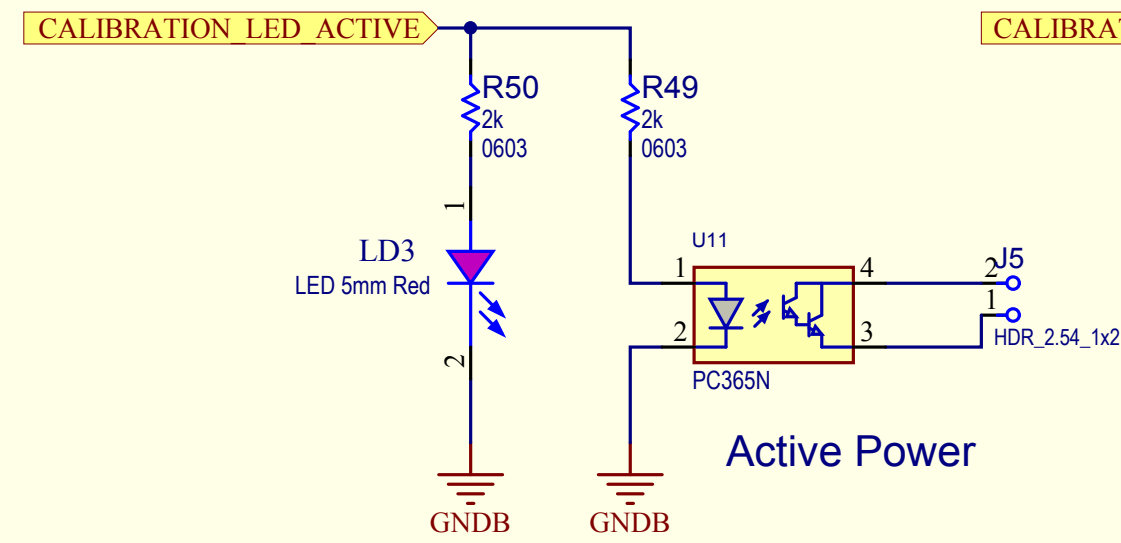 CALIBRATION_LED_ACTIVE
CALIBRA
R50
2k
0603
R49
2k
0603
1
LD3
LED 5mm Red
2
U11
1
4
2
3
PC365N
2
J5
1
HDR_2.54_1x2
Active Power
GNDB
GNDB